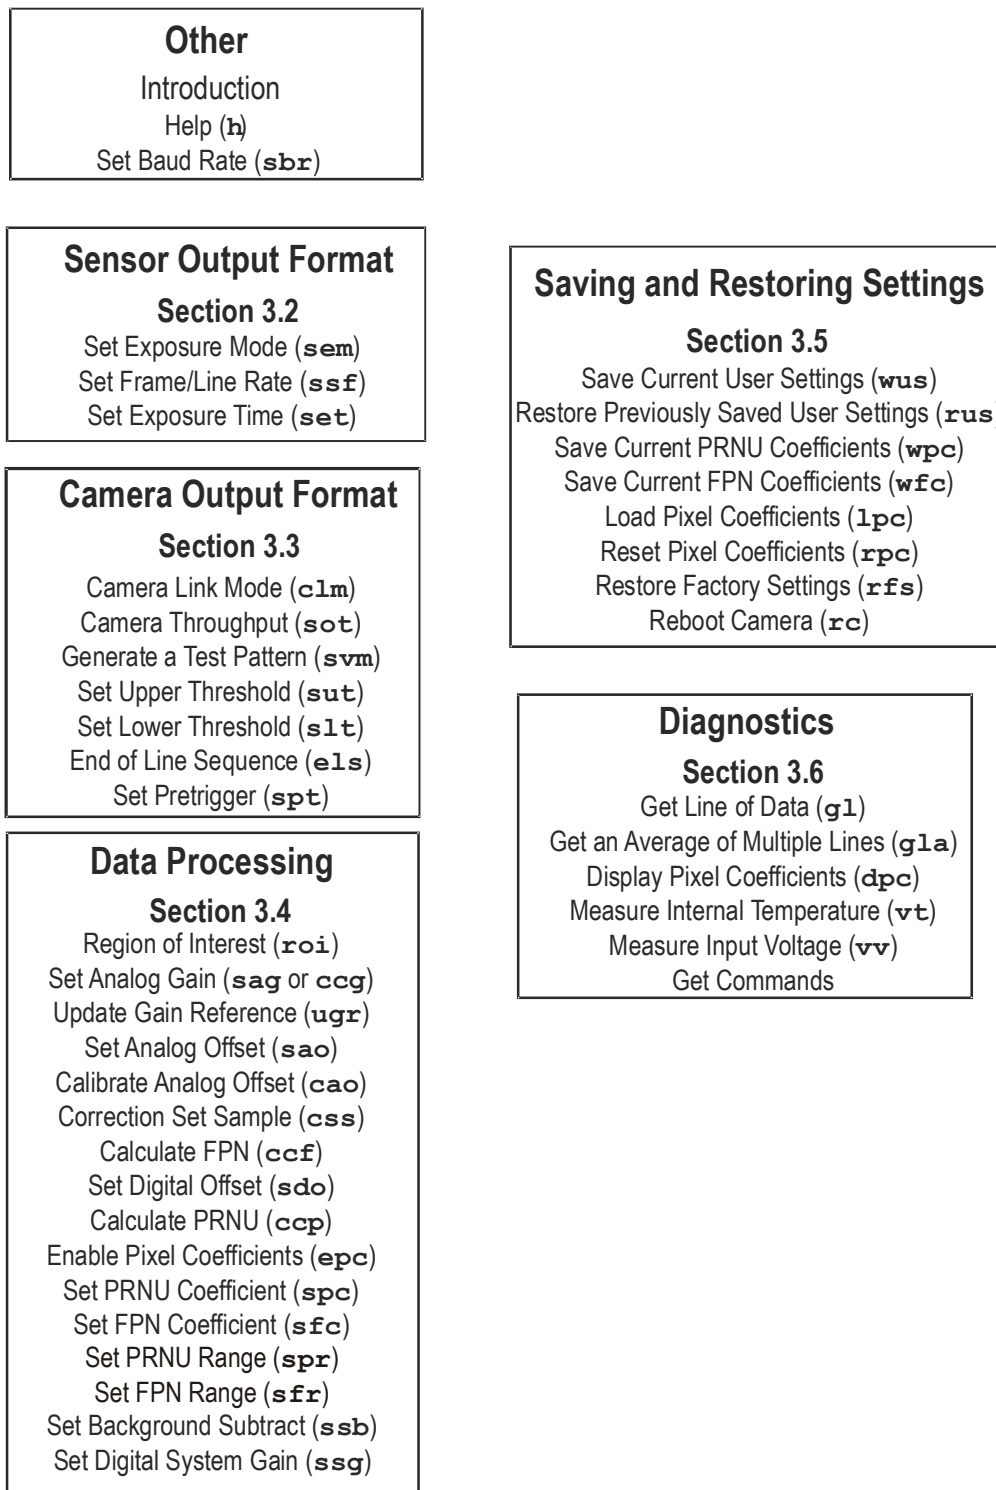 Other
Introduction
Help (h)
Set Baud Rate (sbr)
Sensor Output Format
Section 3.2
Set Exposure Mode (sem)
Set Frame/Line Rate (ssf)
Set Exposure Time (set)
Camera Output Format
Section 3.3
Camera Link Mode (clm)
Camera Throughput (sot)
Generate a Test Pattern (svm)
Set Upper Threshold (sut)
Set Lower Threshold (slt)
End of Line Sequence (els)
Set Pretrigger (spt)
Data Processing
Section 3.4
Region of Interest (roi)
Set Analog Gain (sag or ccg)
Update Gain Reference (ugr)
Set Analog Offset (sao)
Calibrate Analog Offset (cao)
Correction Set Sample (css)
Calculate FPN (ccf)
Set Digital Offset (sdo)
Calculate PRNU (ccp)
Enable Pixel Coefficients (epc)
Set PRNU Coefficient (spc)
Set FPN Coefficient (sfc)
Set PRNU Range (spr)
Set FPN Range (sfr)
Set Background Subtract (ssb)
Set Digital System Gain (ssg)
Saving and Restoring Settings
Section 3.5
Save Current User Settings (wus)
Restore Previously Saved User Settings (rus)
Save Current PRNU Coefficients (wpc)
Save Current FPN Coefficients (wfc)
Load Pixel Coefficients (lpc)
Reset Pixel Coefficients (rpc)
Restore Factory Settings (rfs)
Reboot Camera (rc)
Diagnostics
Section 3.6
Get Line of Data (gl)
Get an Average of Multiple Lines (gla)
Display Pixel Coefficients (dpc)
Measure Internal Temperature (vt)
Measure Input Voltage (vv)
Get Commands